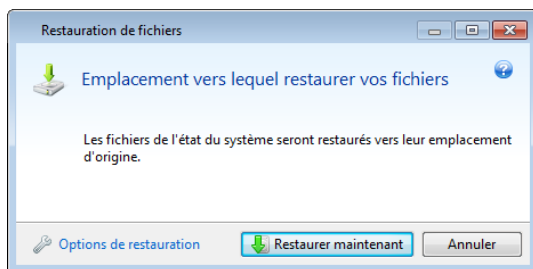 Restauration de fichiers
Emplacement vers lequel restaurer vos fichiers
Les fichiers de l'état du système seront restaurés vers leur emplacement
d'origine.
Options de restauration
Restaurer maintenant
Annuler